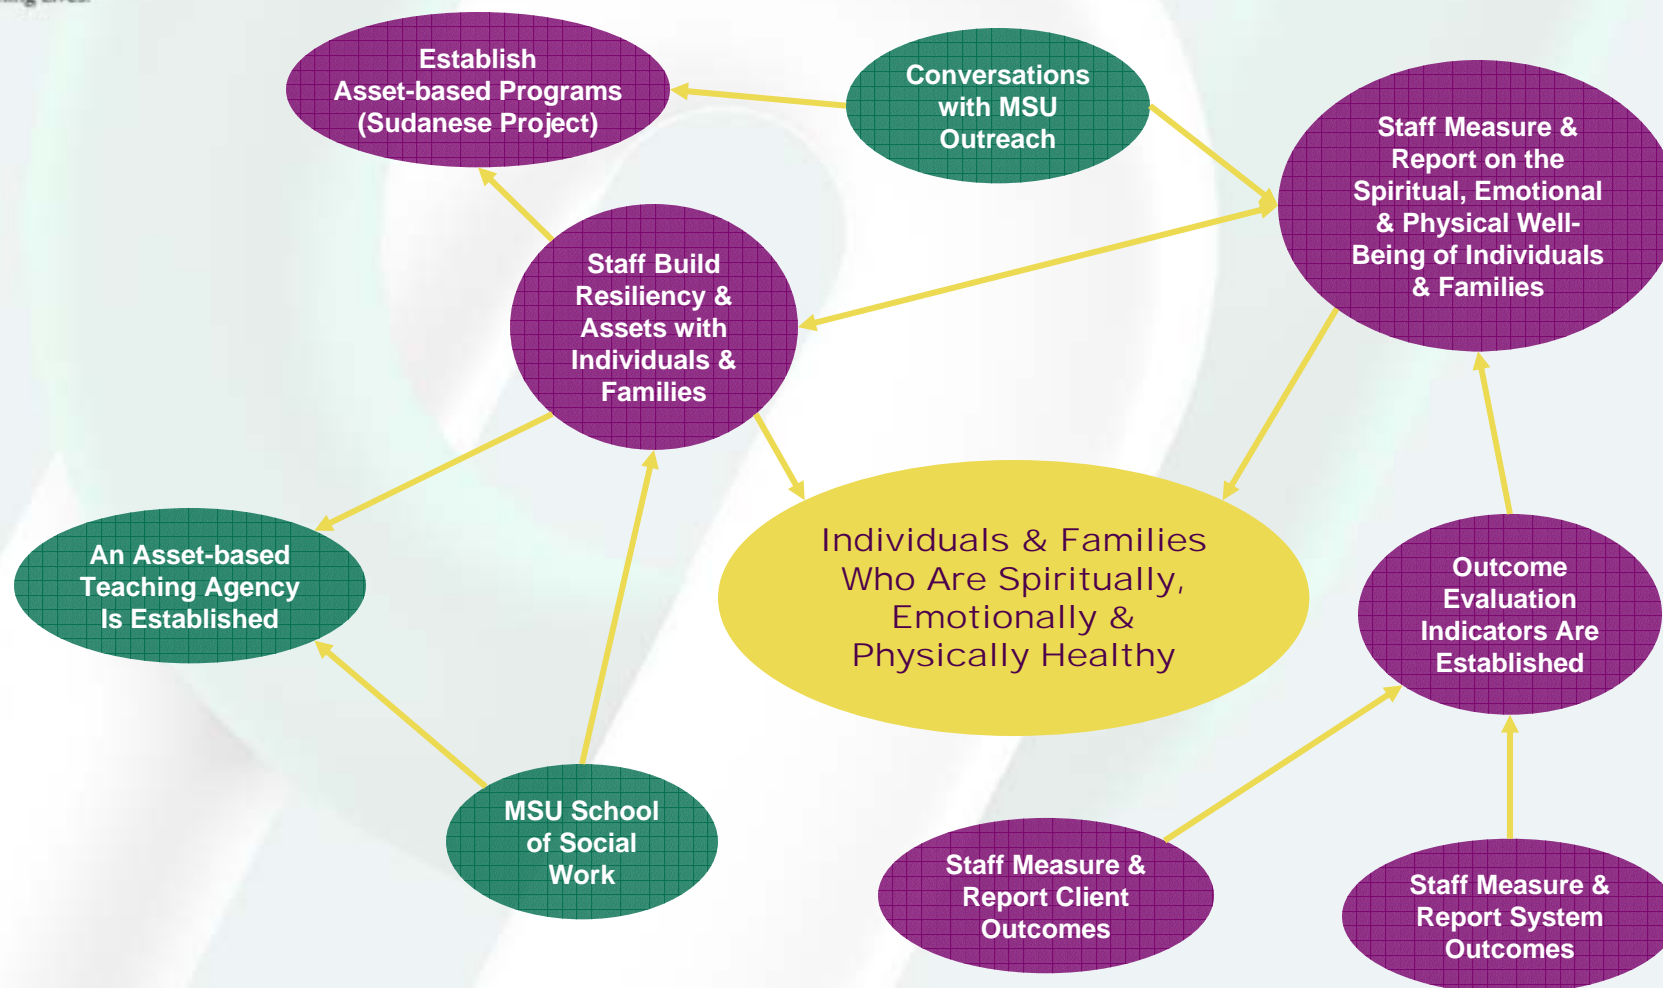 Lives.
Establish
Asset-based Programs
(Sudanese Project)
Conversations
with MSU
Outreach
Staff Measure &
Report on the
Spiritual, Emotional
& Physical Well-
Being of Individuals
& Families
Staff Build
Resiliency &
Assets with
Individuals &
Families
An Asset-based
Teaching Agency
Is Established
Individuals & Families
Who Are Spiritually,
Emotionally &
Physically Healthy
Outcome
Evaluation
Indicators Are
Established
MSU School
of Social
Work
Staff Measure &
Report Client
Outcomes
Staff Measure &
Report System
Outcomes